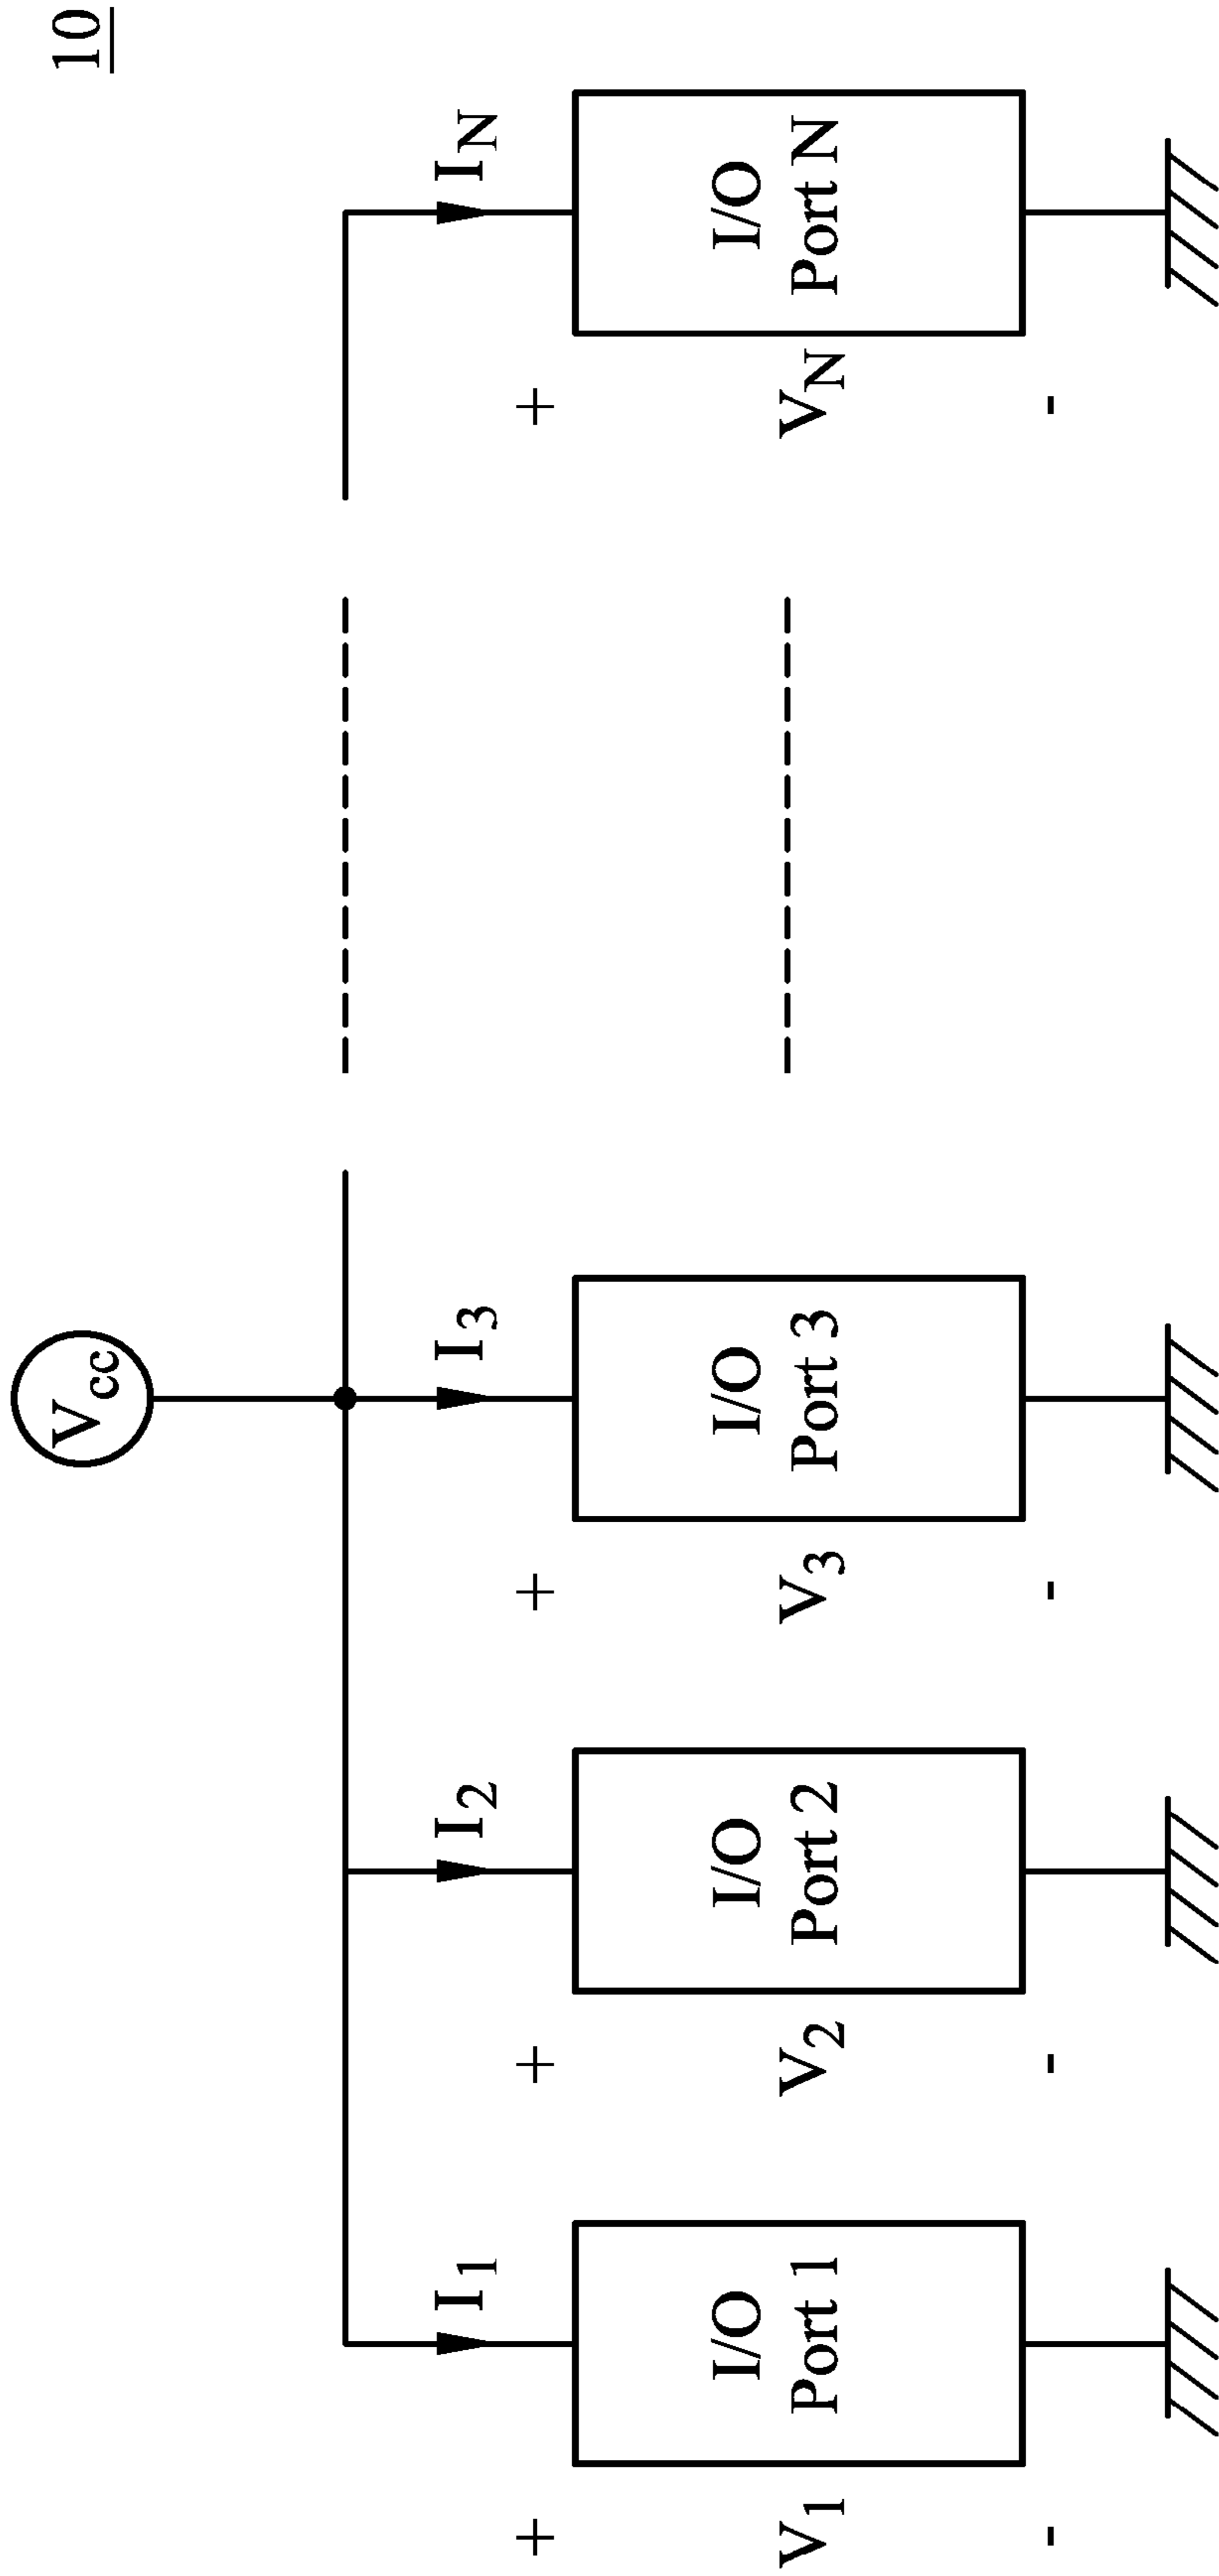 10
Vcc
I1
I2
I3
IN
+
+
+
+
V1
I/O
Port 1
V2
I/O
Port 2
V3
I/O
Port 3
VN
I/O
Port N
-
-
-
-